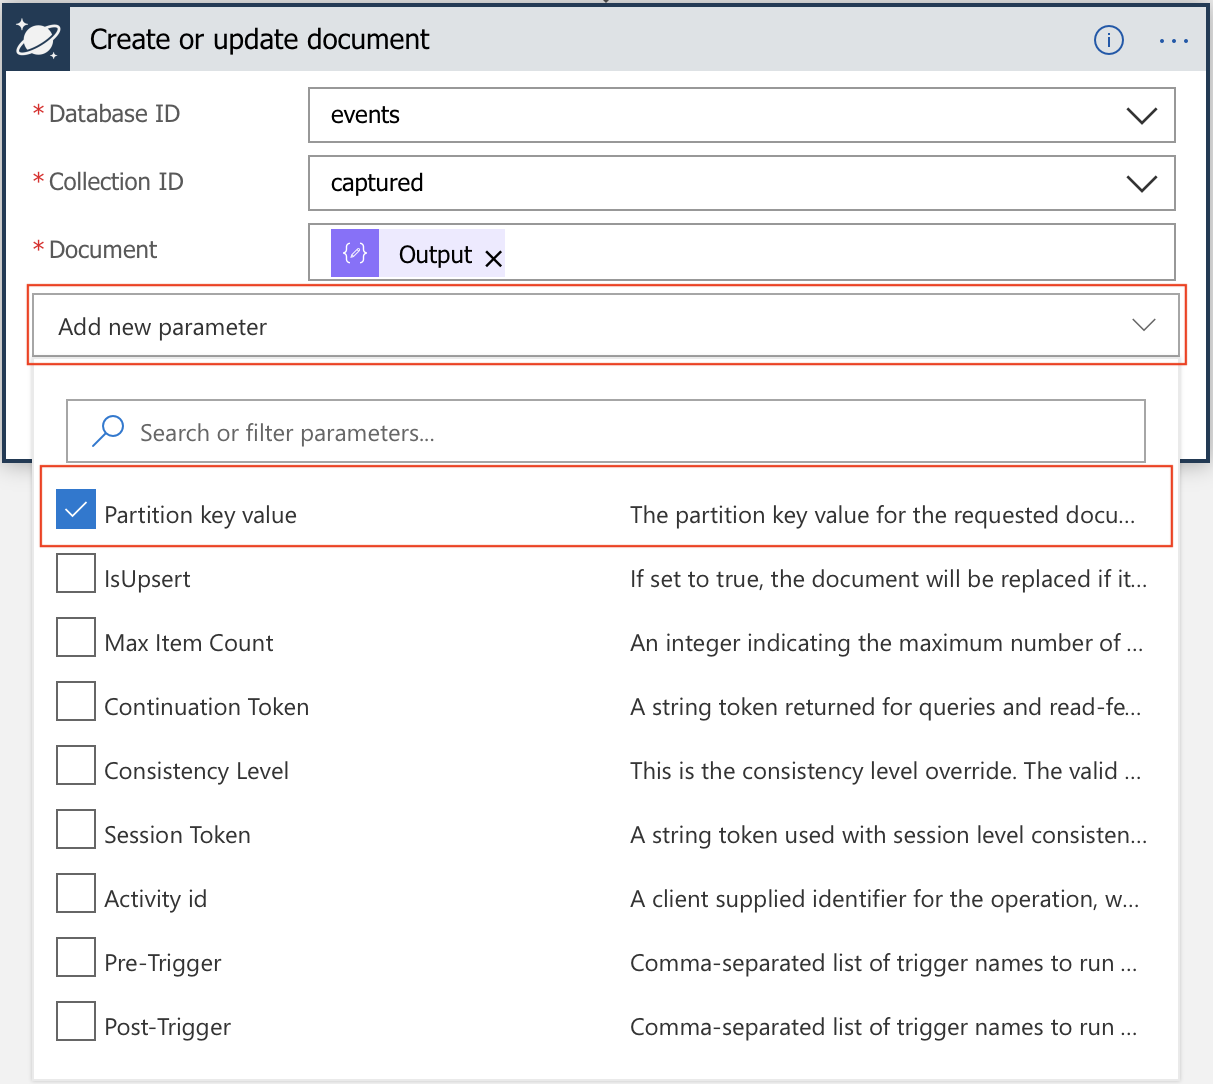 Create or update document
* Database ID events
* Collection ID captured
* Document Output
Add new parameter
Search or filter parameters...
Partition key value The partition key value for the requested docu...
IsUpsert If set to true, the document will be replaced if it...
Max Item Count An integer indicating the maximum number of ...
Continuation Token A string token returned for queries and read-fe...
Consistency Level This is the consistency level override. The valid ...
Session Token A string token used with session level consisten...
Activity id A client supplied identifier for the operation, w...
Pre-Trigger Comma-separated list of trigger names to run ...
Post-Trigger Comma-separated list of trigger names to run ...